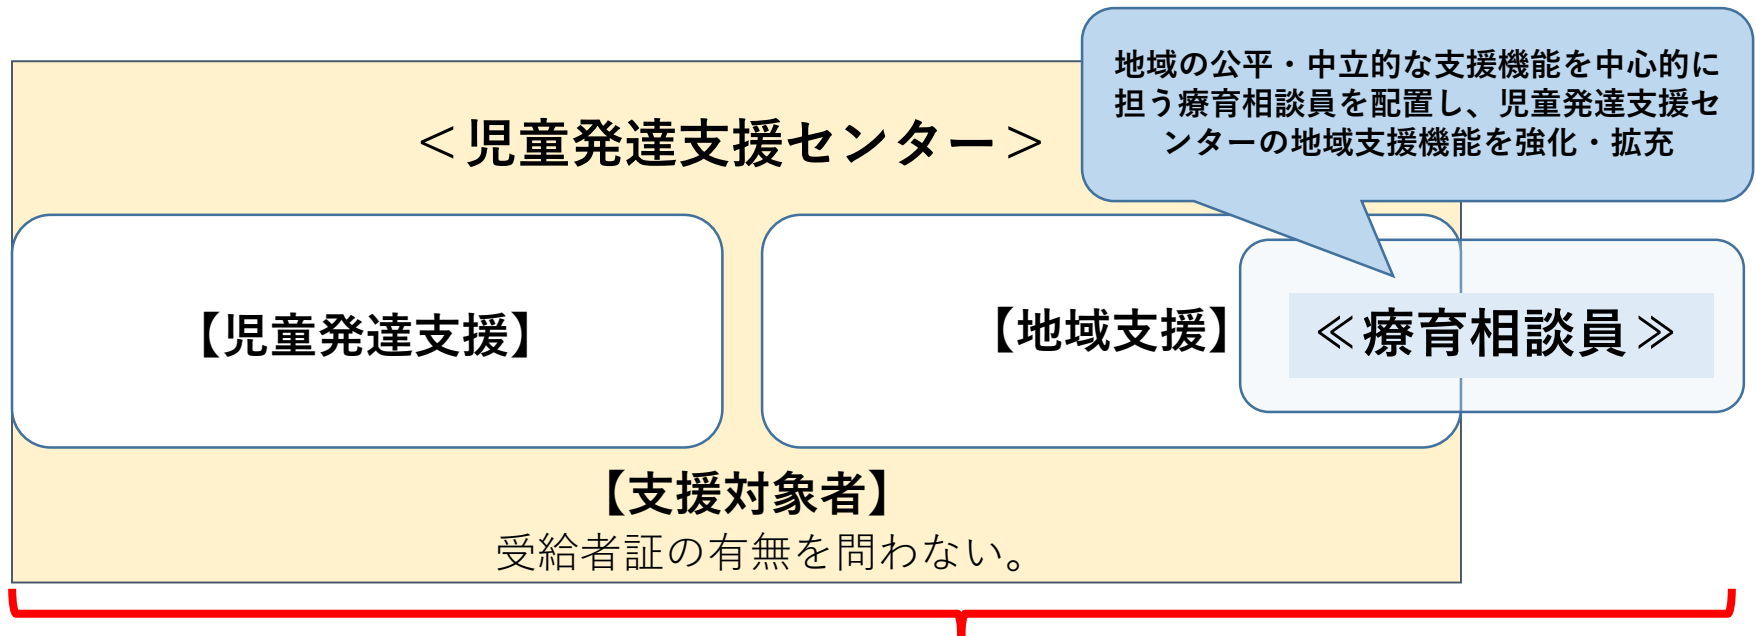 地域の公平・中立的な支援機能を中心的に
担う療育相談員を配置し、児童発達支援セ
ンターの地域支援機能を強化・拡充
＜児童発達支援センター＞
【児童発達支援】
【地域支援】
≪療育相談員≫
【支援対象者】
受給者証の有無を問わない。